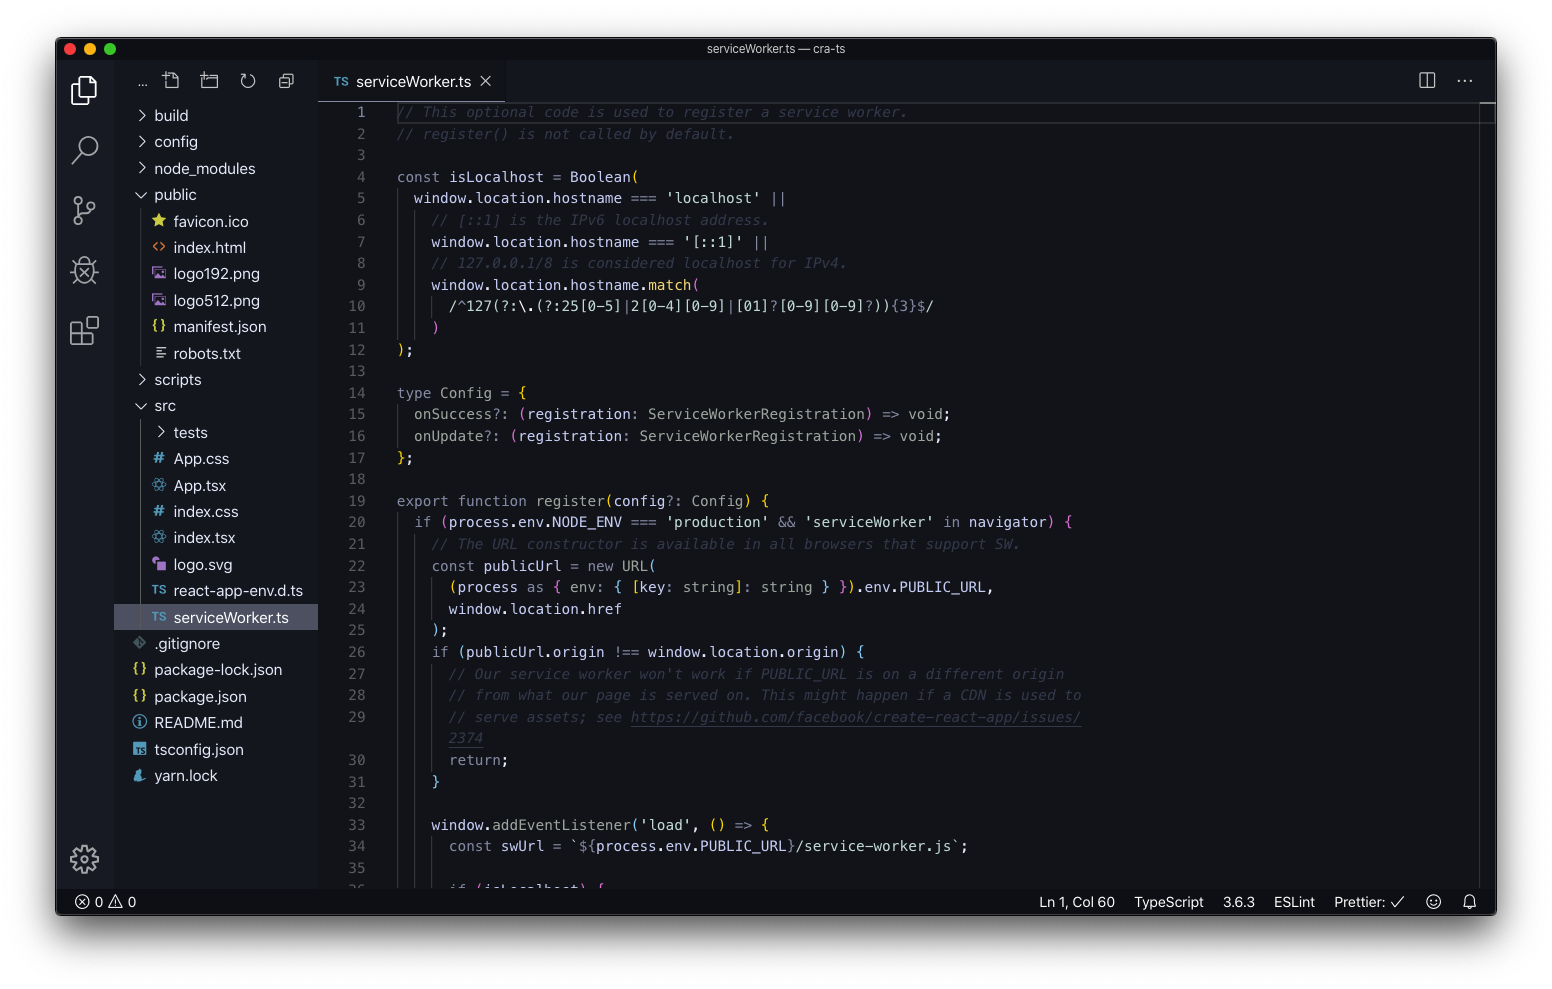 serviceWorker.ts — cra-ts
...
TS serviceWorker.ts
build
config
node_modules
public
favicon.ico
index.html
logo192.png
logo512.png
manifest.json
robots.txt
scripts
src
tests
App.css
App.tsx
index.css
index.tsx
logo.svg
TS react-app-env.d.ts
TS serviceWorker.ts
.gitignore
package-lock.json
package.json
README.md
TS tsconfig.json
yarn.lock
1 // This optional code is used to register a service worker.
2 // register() is not called by default.
3
4 const isLocalhost = Boolean(
5 window.location.hostname === 'localhost' ||
6 // [::1] is the IPv6 localhost address.
7 window.location.hostname === '[::1]' ||
8 // 127.0.0.1/8 is considered localhost for IPv4.
9 window.location.hostname.match(
10 /^127(?:\.(?:25[0-5]|2[0-4][0-9]|[01]?[0-9][0-9]?)){3}$/
11 )
12 );
13
14 type Config = {
15 onSuccess?: (registration: ServiceWorkerRegistration) => void;
16 onUpdate?: (registration: ServiceWorkerRegistration) => void;
17 };
18
19 export function register(config?: Config) {
20 if (process.env.NODE_ENV === 'production' && 'serviceWorker' in navigator) {
21 // The URL constructor is available in all browsers that support SW.
22 const publicUrl = new URL(
23 (process as { env: { [key: string]: string } }).env.PUBLIC_URL,
24 window.location.href
25 );
26 if (publicUrl.origin !== window.location.origin) {
27 // Our service worker won't work if PUBLIC_URL is on a different origin
28 // from what our page is served on. This might happen if a CDN is used to
29 // serve assets; see https://github.com/facebook/create-react-app/issues/
2374
30 return;
31 }
32
33 window.addEventListener('load', () => {
34 const swUrl = `${process.env.PUBLIC_URL}/service-worker.js`;
35
36 if (isLocalhost) {
0 0
Ln 1, Col 60 TypeScript 3.6.3 ESLint Prettier: ✓